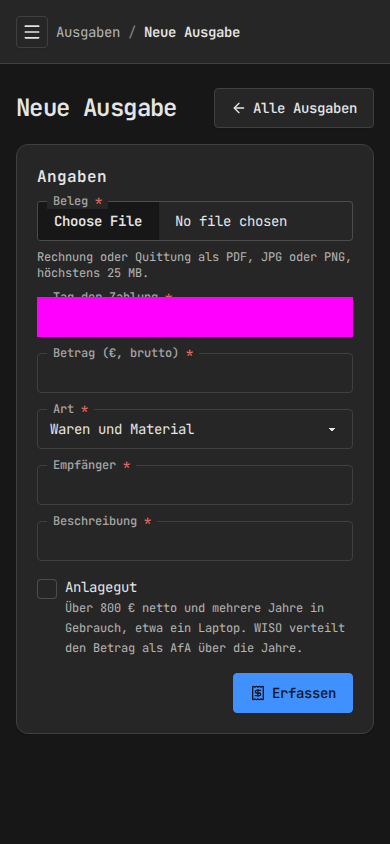 Ausgaben / Neue Ausgabe
Neue Ausgabe
← Alle Ausgaben
Angaben
Beleg *
Choose File No file chosen
Rechnung oder Quittung als PDF, JPG oder PNG,
höchstens 25 MB.
Tag der Zahlung *
Betrag (€, brutto) *
Art *
Waren und Material
Empfänger *
Beschreibung *
Anlagegut
Über 800 € netto und mehrere Jahre in
Gebrauch, etwa ein Laptop. WISO verteilt
den Betrag als AfA über die Jahre.
Erfassen